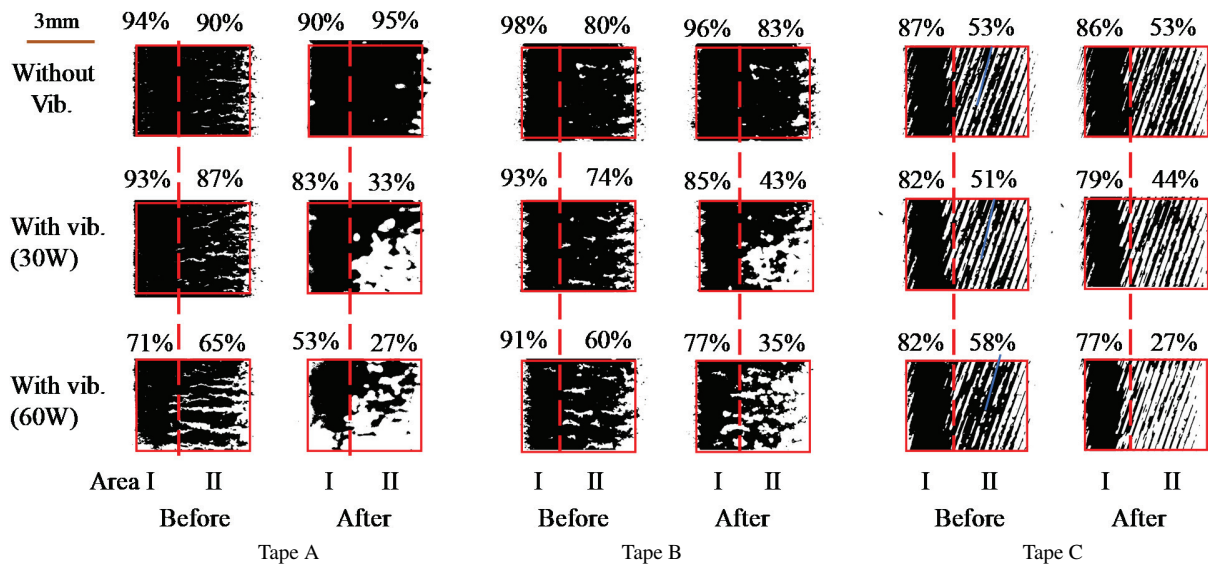 3mm
94% 90% 90% 95% 98% 80% 96% 83% 87% 53% 86% 53%
Without
Vib.
93% 87% 83% 33% 93% 74% 85% 43% 82% 51% 79% 44%
With vib.
(30W)
71% 65% 53% 27% 91% 60% 77% 35% 82% 58% 77% 27%
With vib.
(60W)
Area I II I II I II I II I II I II
Before After Before After Before After
Tape A Tape B Tape C